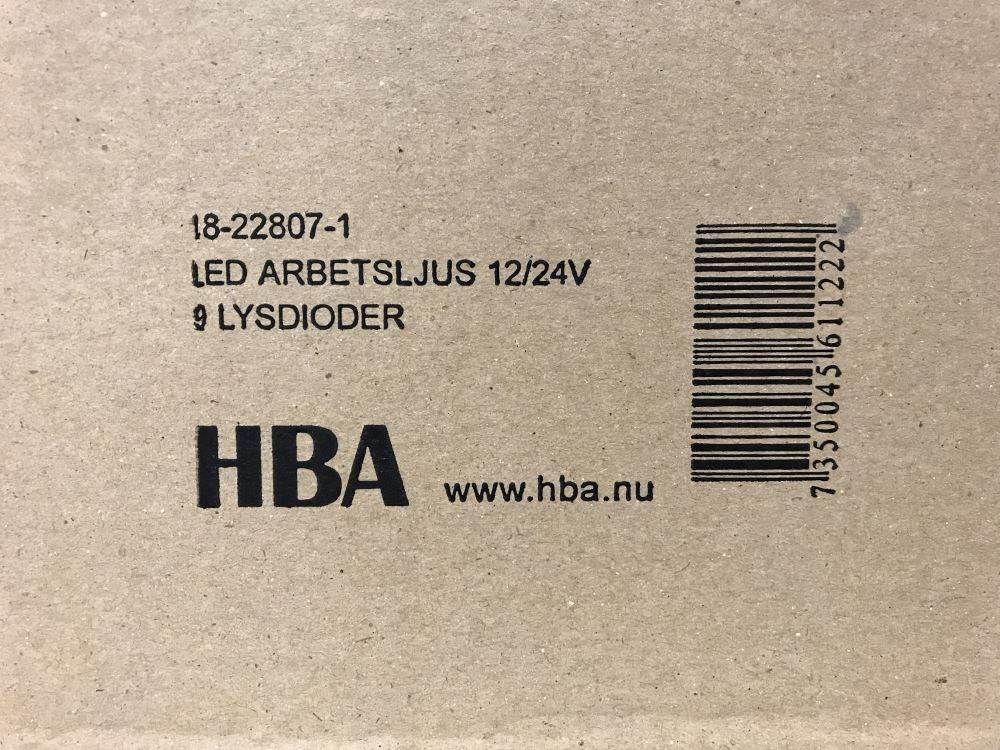 18-22807-1
LED ARBETSLJUS 12/24V
9 LYSDIODER
HBA
www.hba.nu
7350045611222